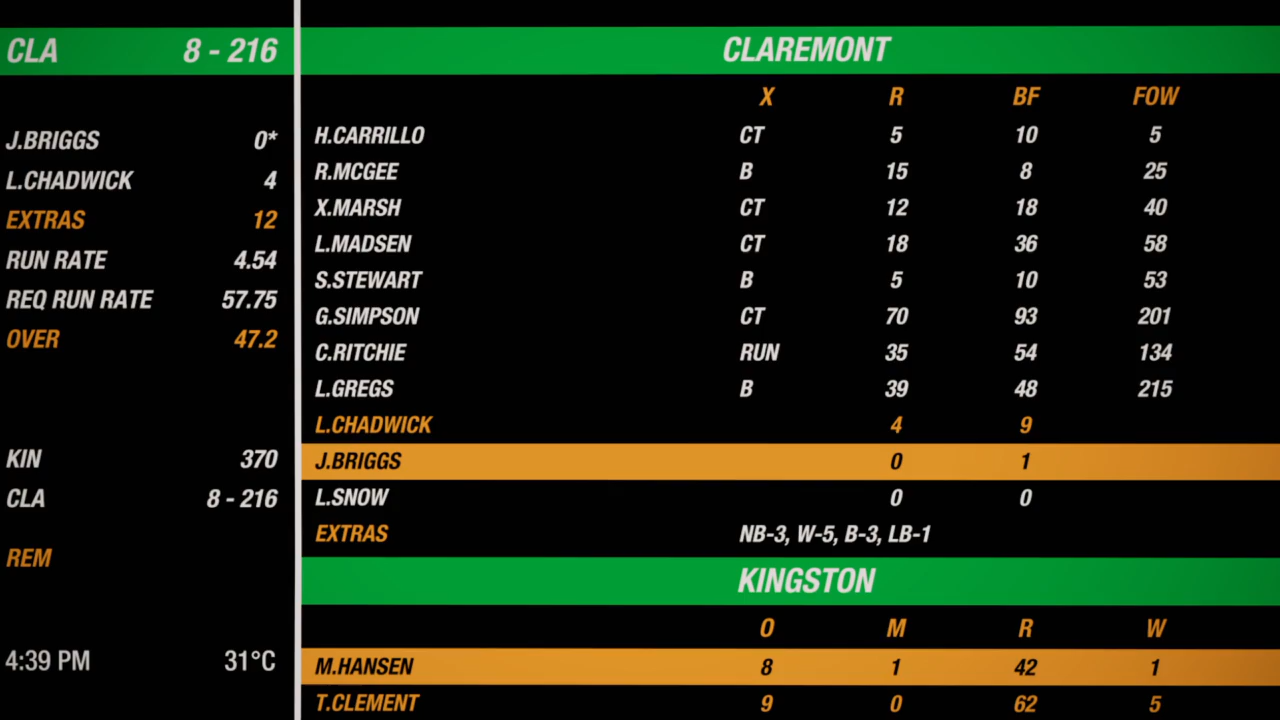 CLA 8 - 216
J.BRIGGS 0*
L.CHADWICK 4
EXTRAS 12
RUN RATE 4.54
REQ RUN RATE 57.75
OVER 47.2
KIN 370
CLA 8 - 216
REM
4:39 PM 31°C
CLAREMONT
X R BF FOW
H.CARRILLO CT 5 10 5
R.MCGEE B 15 8 25
X.MARSH CT 12 18 40
L.MADSEN CT 18 36 58
S.STEWART B 5 10 53
G.SIMPSON CT 70 93 201
C.RITCHIE RUN 35 54 134
L.GREGS B 39 48 215
L.CHADWICK 4 9
J.BRIGGS 0 1
L.SNOW 0 0
EXTRAS NB-3, W-5, B-3, LB-1
KINGSTON
O M R W
M.HANSEN 8 1 42 1
T.CLEMENT 9 0 62 5